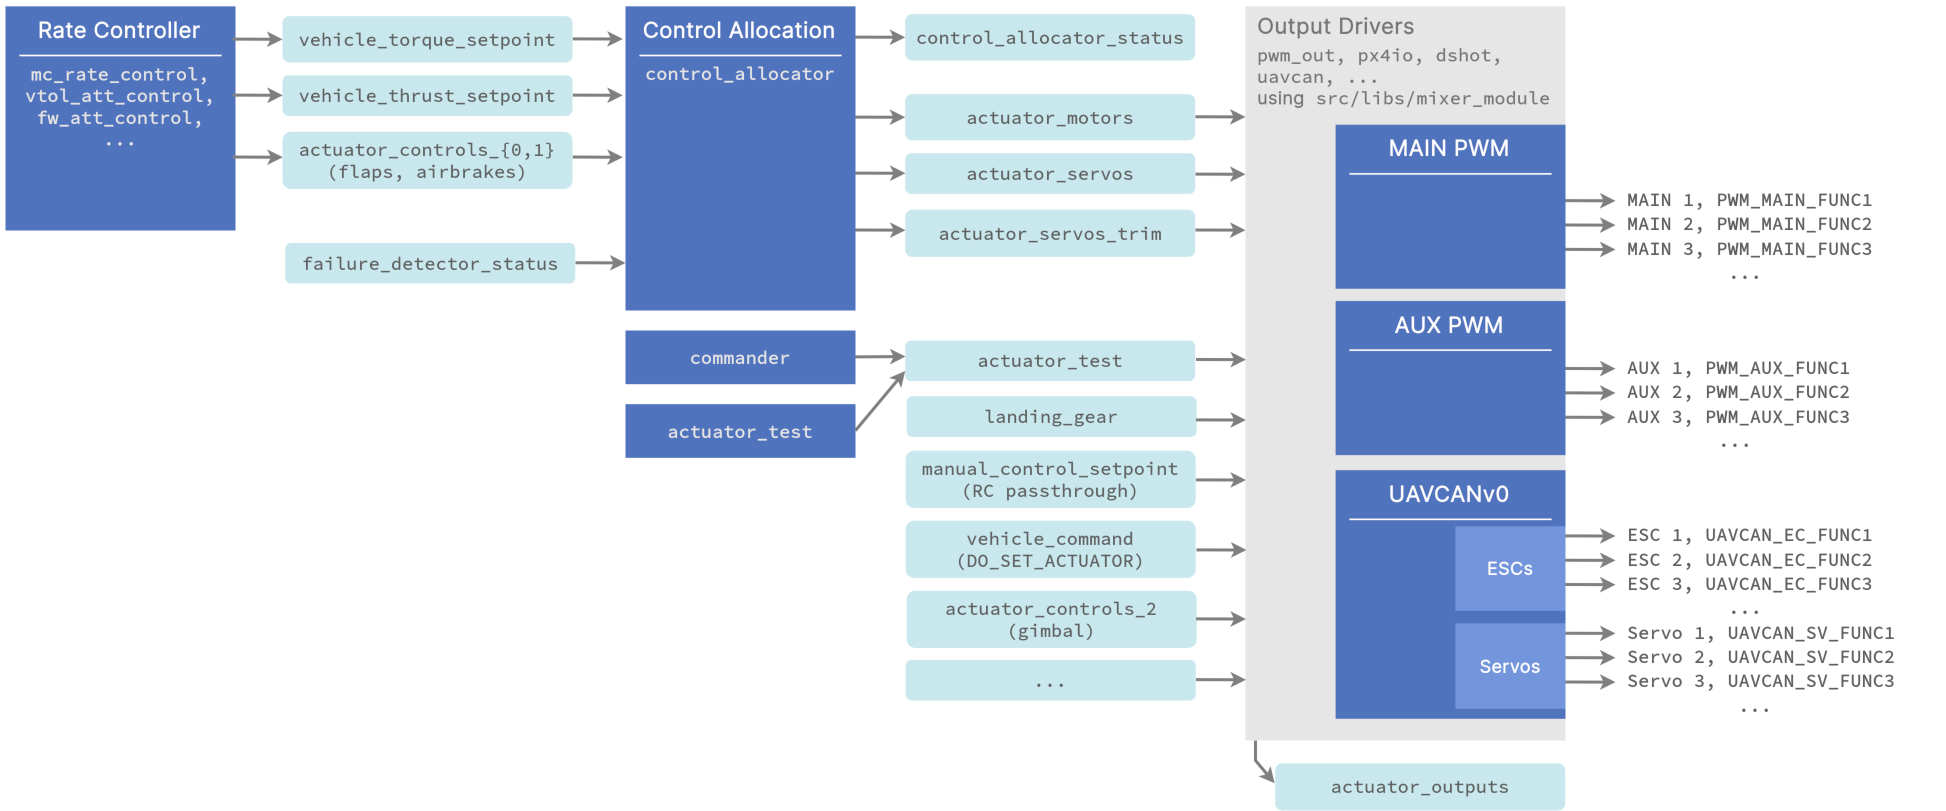 Rate Controller
mc_rate_control,
vtol_att_control,
fw_att_control,
...
vehicle_torque_setpoint
vehicle_thrust_setpoint
actuator_controls_{0,1}
(flaps, airbrakes)
failure_detector_status
Control Allocation
control_allocator
commander
actuator_test
control_allocator_status
actuator_motors
actuator_servos
actuator_servos_trim
actuator_test
landing_gear
manual_control_setpoint
(RC passthrough)
vehicle_command
(DO_SET_ACTUATOR)
actuator_controls_2
(gimbal)
...
Output Drivers
pwm_out, px4io, dshot,
uavcan, ...
using src/libs/mixer_module
MAIN PWM
MAIN 1, PWM_MAIN_FUNC1
MAIN 2, PWM_MAIN_FUNC2
MAIN 3, PWM_MAIN_FUNC3
...
AUX PWM
AUX 1, PWM_AUX_FUNC1
AUX 2, PWM_AUX_FUNC2
AUX 3, PWM_AUX_FUNC3
...
UAVCANv0
ESCs
ESC 1, UAVCAN_EC_FUNC1
ESC 2, UAVCAN_EC_FUNC2
ESC 3, UAVCAN_EC_FUNC3
...
Servos
Servo 1, UAVCAN_SV_FUNC1
Servo 2, UAVCAN_SV_FUNC2
Servo 3, UAVCAN_SV_FUNC3
...
actuator_outputs